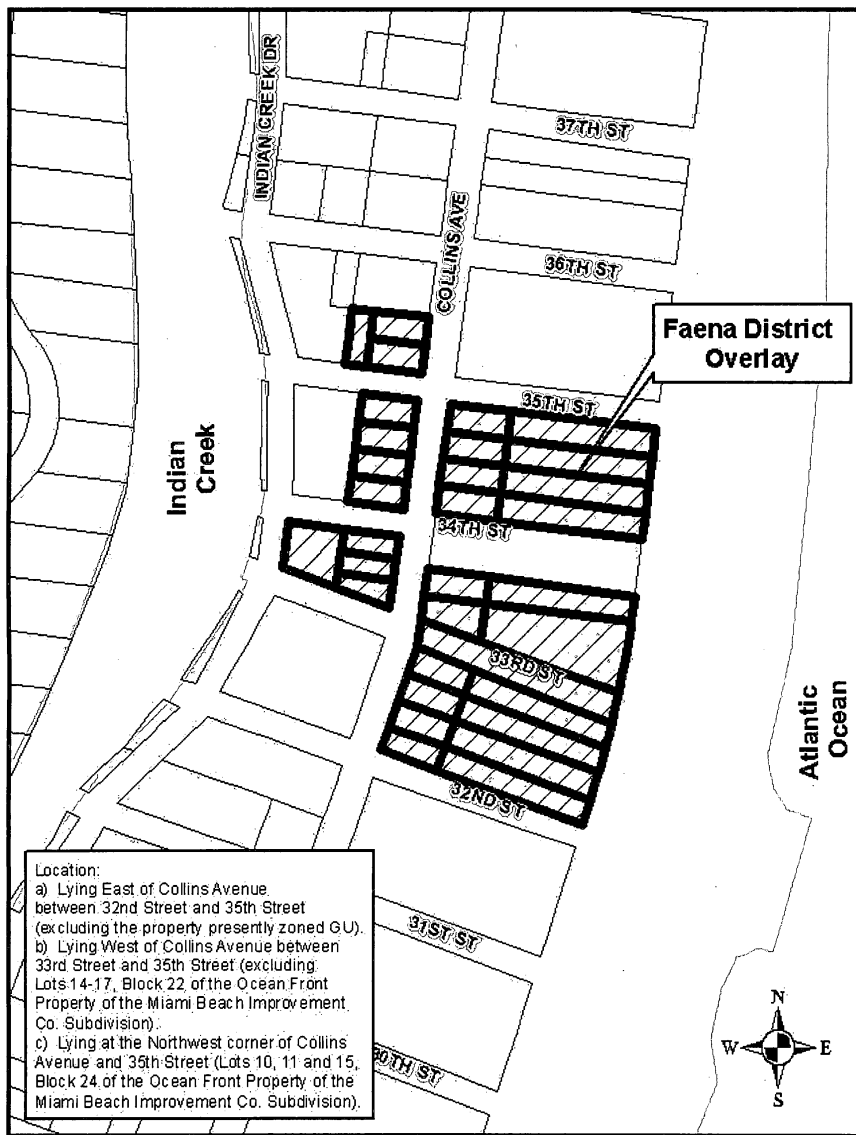 INDIAN CREEK DR
37TH ST
COLLINS AVE
36TH ST
Faena District
Overlay
35TH ST
Indian
Creek
34TH ST
33RD ST
Atlantic
Ocean
32ND ST
31ST ST
30TH ST
Location:
a) Lying East of Collins Avenue
between 32nd Street and 35th Street
(excluding the property presently zoned GU).
b) Lying West of Collins Avenue between
33rd Street and 35th Street (excluding
Lots 14-17, Block 22 of the Ocean Front
Property of the Miami Beach Improvement
Co. Subdivision).
c) Lying at the Northwest corner of Collins
Avenue and 35th Street (Lots 10, 11 and 15,
Block 24 of the Ocean Front Property of the
Miami Beach Improvement Co. Subdivision).
N
W
E
S